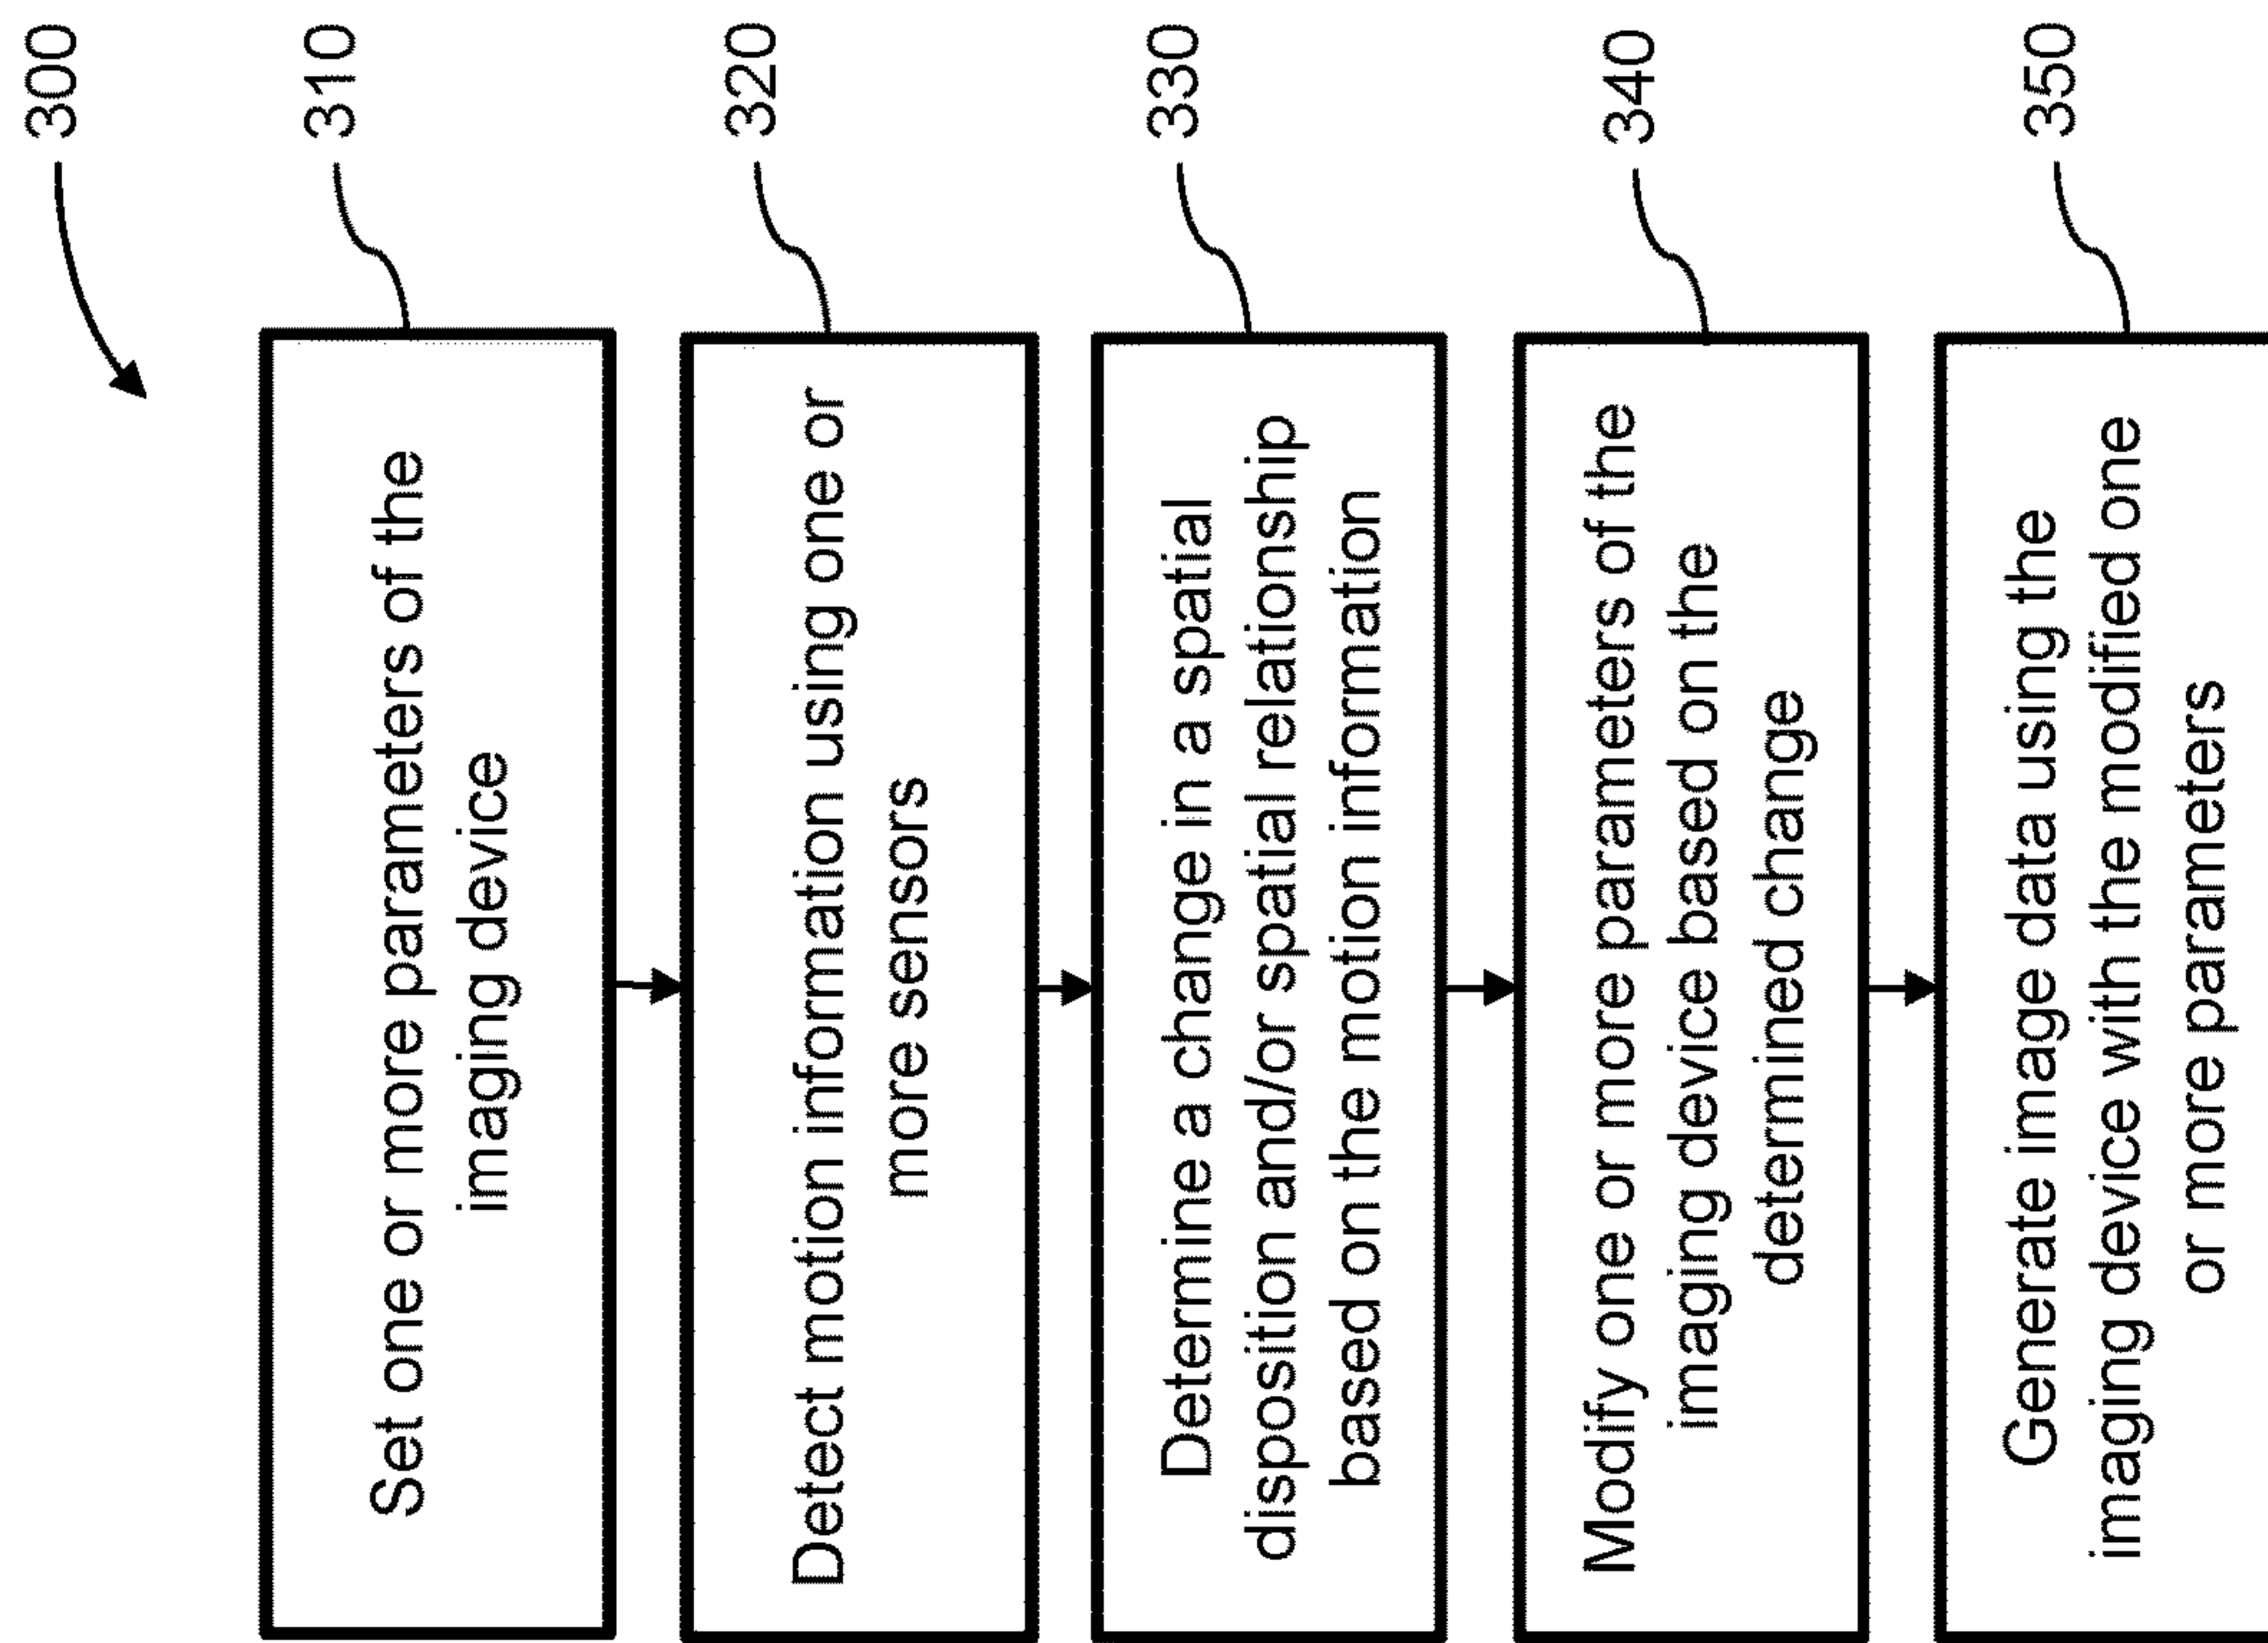 300
Set one or more parameters of the
imaging device
310
Detect motion information using one or
more sensors
320
Determine a change in a spatial
disposition and/or spatial relationship
based on the motion information
330
Modify one or more parameters of the
imaging device based on the
determined change
340
Generate image data using the
imaging device with the modified one
or more parameters
350